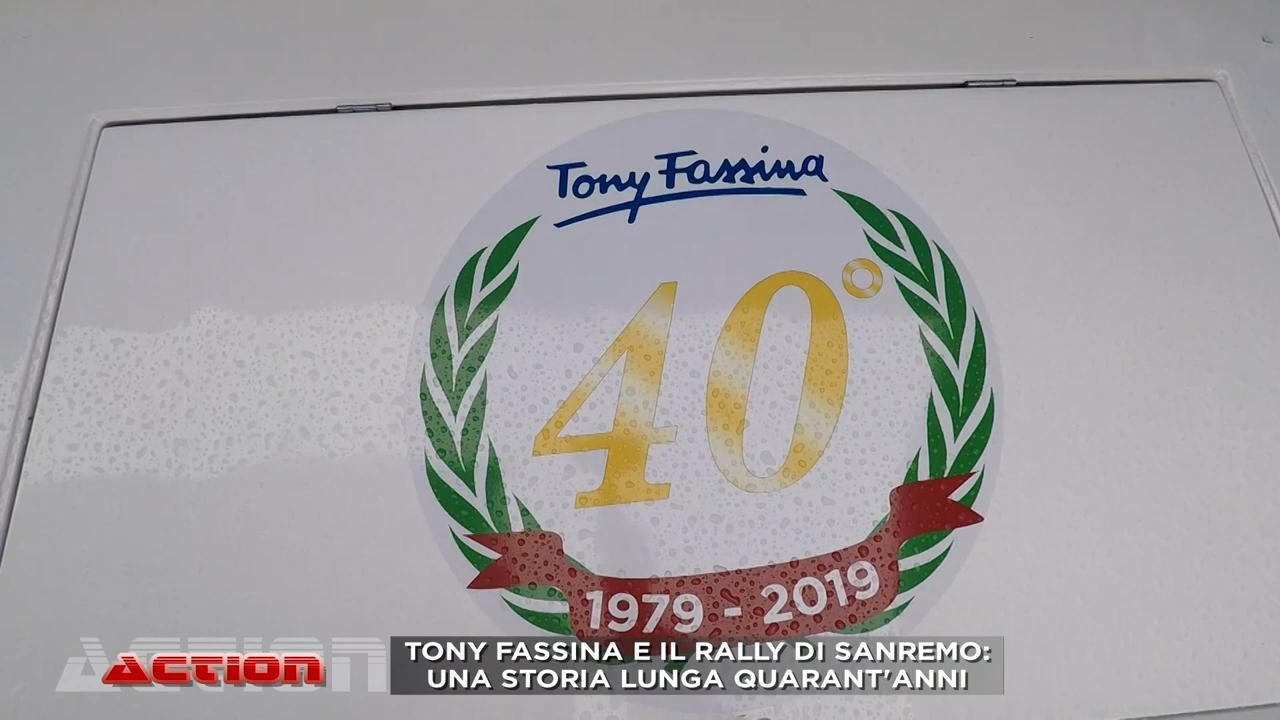 Tony Fassina
40°
1979 - 2019
ACTION
TONY FASSINA E IL RALLY DI SANREMO:
UNA STORIA LUNGA QUARANT'ANNI